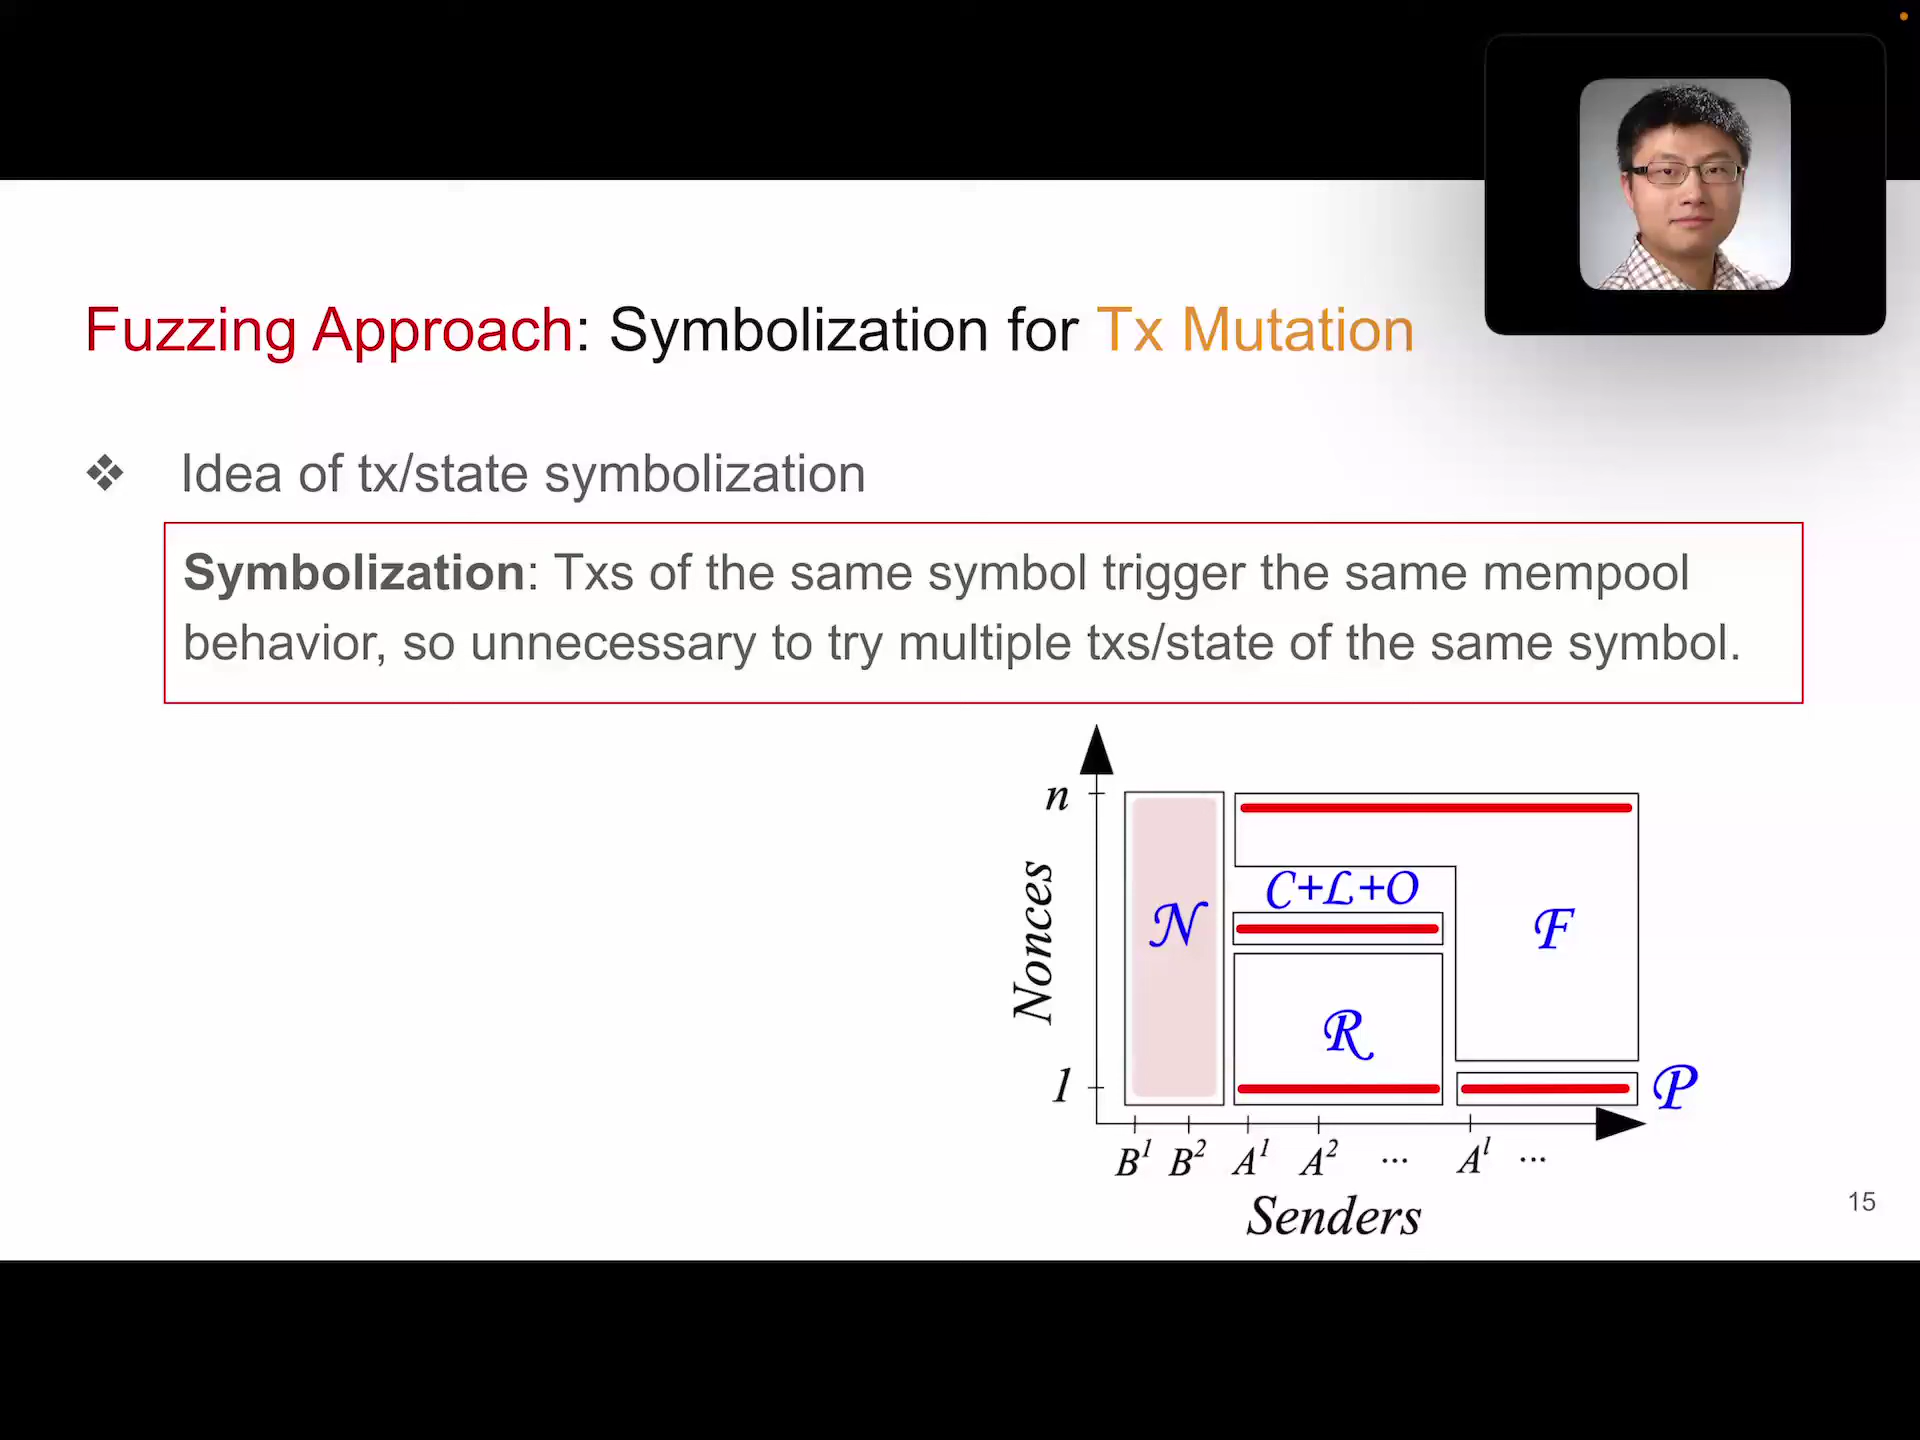 Fuzzing Approach: Symbolization for Tx Mutation
❖ Idea of tx/state symbolization
Symbolization: Txs of the same symbol trigger the same mempool
behavior, so unnecessary to try multiple txs/state of the same symbol.
n
Nonces
1
N
C+L+O
F
R
P
B¹ B² A¹ A² ... Aˡ ...
Senders
15